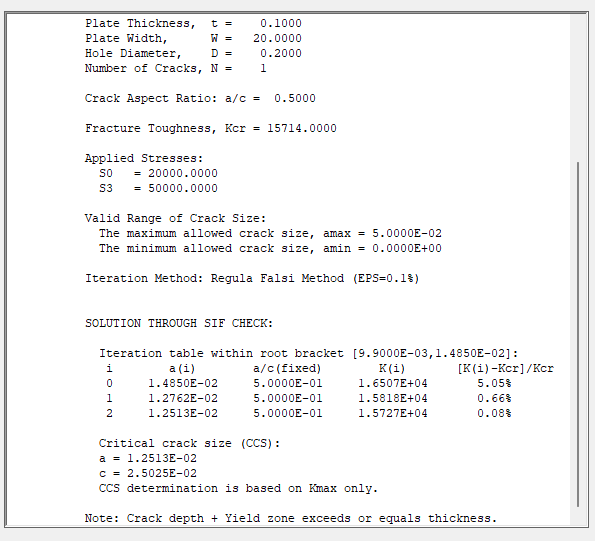 Plate Thickness, t = 0.1000
Plate Width, W = 20.0000
Hole Diameter, D = 0.2000
Number of Cracks, N = 1
Crack Aspect Ratio: a/c = 0.5000
Fracture Toughness, Kcr = 15714.0000
Applied Stresses:
S0 = 20000.0000
S3 = 50000.0000
Valid Range of Crack Size:
The maximum allowed crack size, amax = 5.0000E-02
The minimum allowed crack size, amin = 0.0000E+00
Iteration Method: Regula Falsi Method (EPS=0.1%)
SOLUTION THROUGH SIF CHECK:
Iteration table within root bracket [9.9000E-03,1.4850E-02]:
i a(i) a/c(fixed) K(i) [K(i)-Kcr]/Kcr
0 1.4850E-02 5.0000E-01 1.6507E+04 5.05%
1 1.2762E-02 5.0000E-01 1.5818E+04 0.66%
2 1.2513E-02 5.0000E-01 1.5727E+04 0.08%
Critical crack size (CCS):
a = 1.2513E-02
c = 2.5025E-02
CCS determination is based on Kmax only.
Note: Crack depth + Yield zone exceeds or equals thickness.